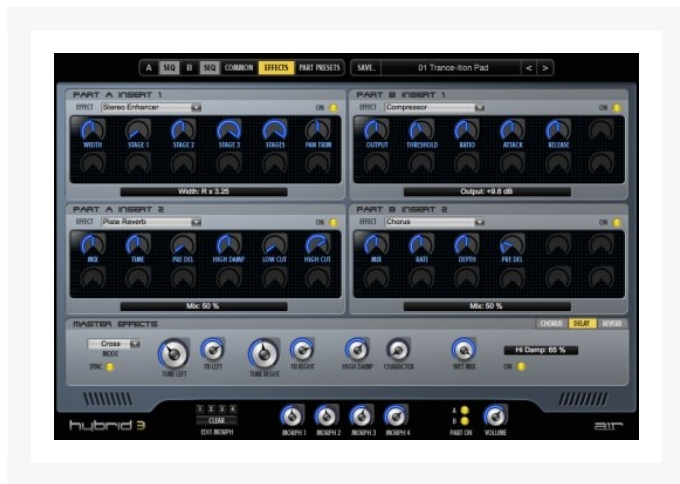 A SEQ B SEQ COMMON EFFECTS PART PRESETS SAVE.. 01 Trance-ition Pad < >
PART A INSERT 1
EFFECT Stereo Enhancer ON
WIDTH STAGE 1 STAGE 2 STAGE 3 STAGES PAN TRIM
Width: R x 3.25
PART B INSERT 1
EFFECT Compressor ON
OUTPUT THRESHOLD RATIO ATTACK RELEASE
Output: +9.6 dB
PART A INSERT 2
EFFECT Plate Reverb ON
MIX TIME PRE DEL HIGH DAMP LOW CUT HIGH CUT
Mix: 50 %
PART B INSERT 2
EFFECT Chorus ON
MIX RATE DEPTH PRE DEL
Mix: 50 %
MASTER EFFECTS CHORUS DELAY REVERB
Cross
MODE
SYNC
TIME LEFT FB LEFT TIME RIGHT FB RIGHT HIGH DAMP CHARACTER WET MIX
Hi Damp: 65 %
ON
hybrid 3
1 2 3 4
CLEAR
EDIT MORPH
MORPH 1 MORPH 2 MORPH 3 MORPH 4
A
B
PART ON
VOLUME
air